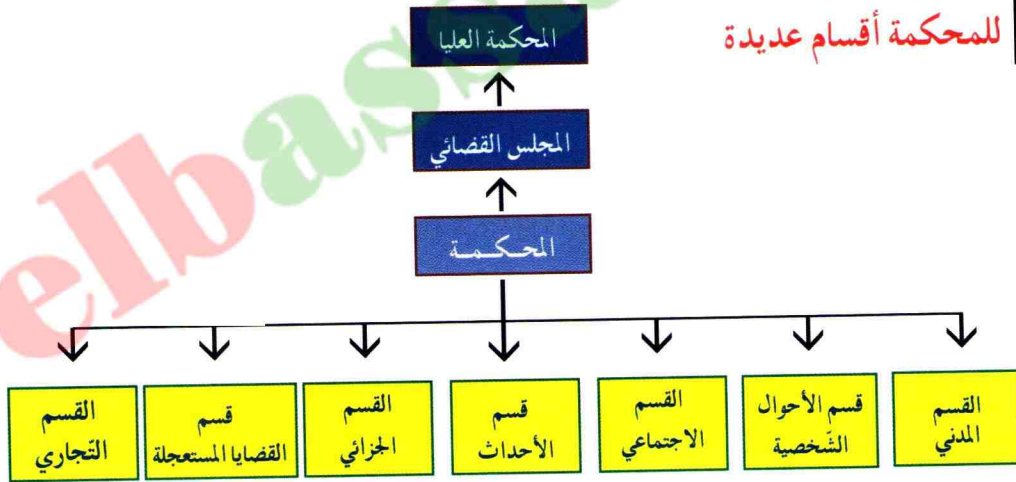 للمحكمة أقسام عديدة
المحكمة العليا
المجلس القضائي
المحكمة
القسم
المدني
قسم الأحوال
الشّخصية
القسم
الاجتماعي
قسم
الأحداث
القسم
الجزائي
قسم
القضايا المستعجلة
القسم
التّجاري